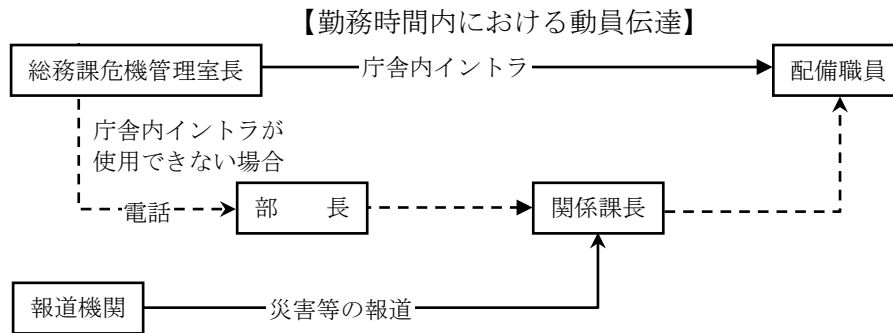 【勤務時間内における動員伝達】
総務課危機管理室長
庁舎内イントラ
配備職員
庁舎内イントラが
使用できない場合
電話
部　　長
関係課長
報道機関
災害等の報道